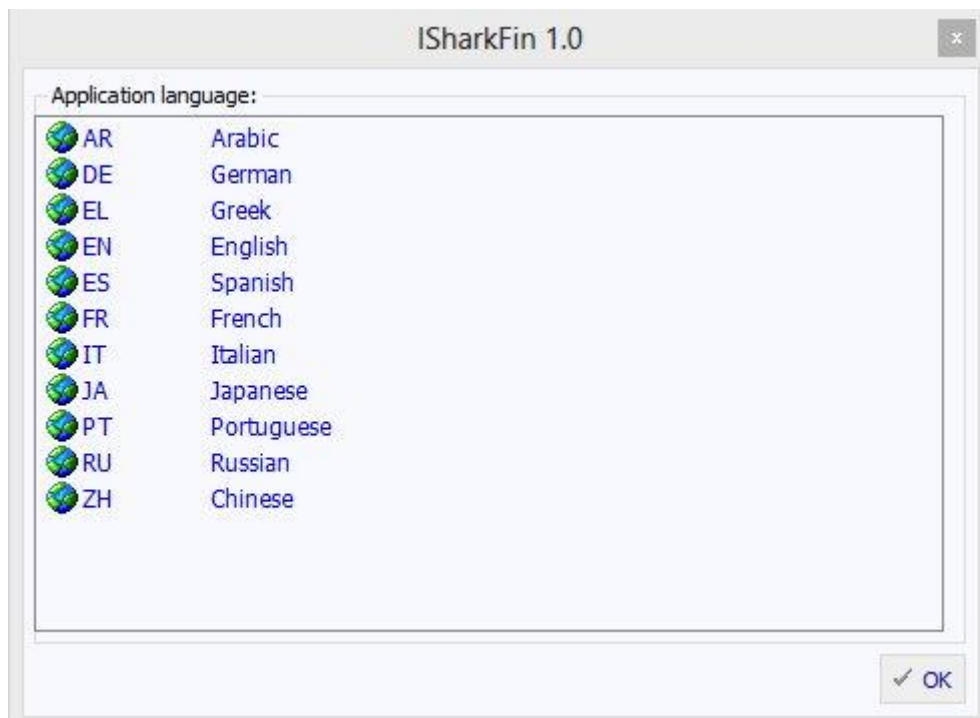 ISharkFin 1.0
x
Application language:
AR Arabic
DE German
EL Greek
EN English
ES Spanish
FR French
IT Italian
JA Japanese
PT Portuguese
RU Russian
ZH Chinese
OK